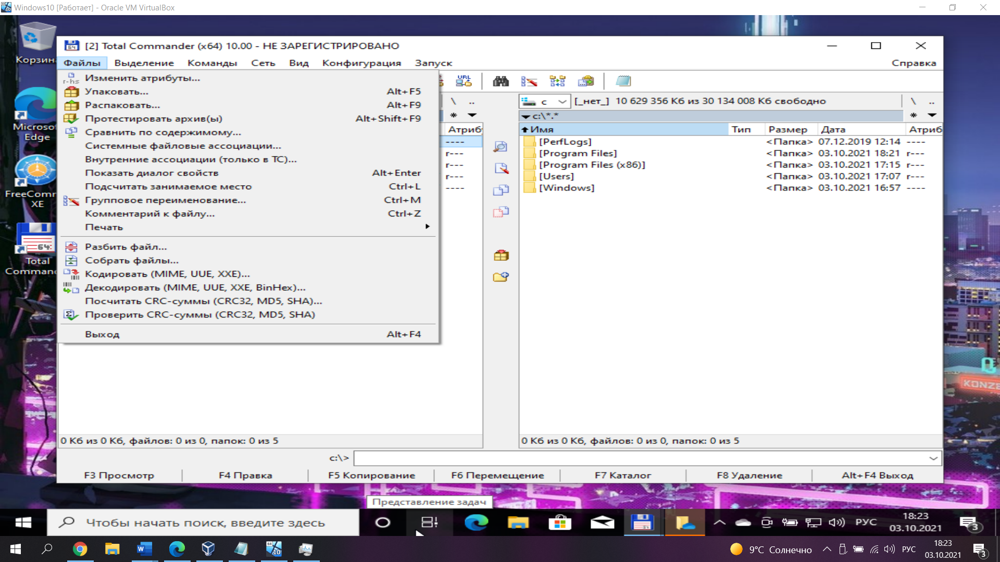 Windows10 [Работает] - Oracle VM VirtualBox
Корзина
Microsof
Edge
FreeComm
XE
Total
Command
[2] Total Commander (x64) 10.00 - НЕ ЗАРЕГИСТРИРОВАНО
Файлы Выделение Команды Сеть Вид Конфигурация Запуск Справка
Изменить атрибуты...
Упаковать... Alt+F5
Распаковать... Alt+F9
Протестировать архив(ы) Alt+Shift+F9
Сравнить по содержимому...
Системные файловые ассоциации...
Внутренние ассоциации (только в TC)...
Показать диалог свойств Alt+Enter
Подсчитать занимаемое место Ctrl+L
Групповое переименование... Ctrl+M
Комментарий к файлу... Ctrl+Z
Печать
Разбить файл...
Собрать файлы...
Кодировать (MIME, UUE, XXE)...
Декодировать (MIME, UUE, XXE, BinHex)...
Посчитать CRC-суммы (CRC32, MD5, SHA)...
Проверить CRC-суммы (CRC32, MD5, SHA)
Выход Alt+F4
URL
\ ..
* 
Атриб
----
r---
r---
r---
----
c [_нет_] 10 629 356 Кб из 30 134 008 Кб свободно \ ..
c:\*.* *
Имя Тип Размер Дата Атриб
[PerfLogs] <Папка> 07.12.2019 12:14 ----
[Program Files] <Папка> 03.10.2021 18:21 r---
[Program Files (x86)] <Папка> 03.10.2021 17:15 r---
[Users] <Папка> 03.10.2021 17:07 r---
[Windows] <Папка> 03.10.2021 16:57 ----
0 Кб из 0 Кб, файлов: 0 из 0, папок: 0 из 5
0 Кб из 0 Кб, файлов: 0 из 0, папок: 0 из 5
c:\>
F3 Просмотр F4 Правка F5 Копирование F6 Перемещение F7 Каталог F8 Удаление Alt+F4 Выход
KONZE
Представление задач
Чтобы начать поиск, введите здесь
РУС
18:23
03.10.2021
3
9°C Солнечно
РУС
18:23
03.10.2021
3